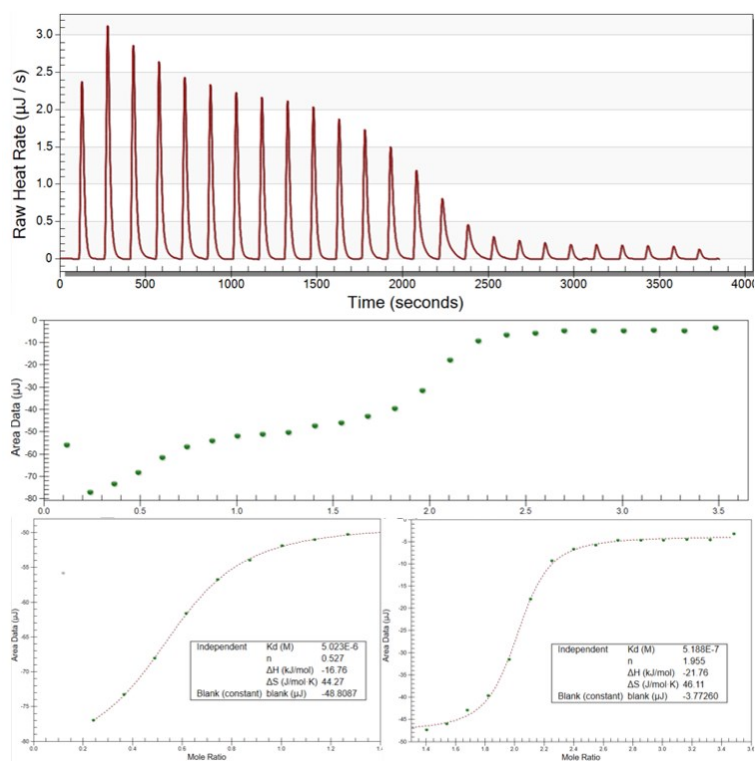 Raw Heat Rate (µJ / s)
3.0
2.5
2.0
1.5
1.0
0.5
0
0 500 1000 1500 2000 2500 3000 3500 4000
Time (seconds)
Area Data (µJ)
0
-10
-20
-30
-40
-50
-60
-70
-80
0.0 0.5 1.0 1.5 2.0 2.5 3.0 3.5
Area Data (µJ)
-50
-55
-60
-65
-70
-75
-80
Independent Kd (M) 5.023E-6
n 0.527
ΔH (kJ/mol) -16.76
ΔS (J/mol·K) 44.27
Blank (constant) blank (µJ) -48.8087
0.0 0.2 0.4 0.6 0.8 1.0 1.2 1.4
Mole Ratio
Area Data (µJ)
-5
-10
-15
-20
-25
-30
-35
-40
-45
-50
Independent Kd (M) 5.188E-7
n 1.955
ΔH (kJ/mol) -21.76
ΔS (J/mol·K) 46.11
Blank (constant) blank (µJ) -3.77260
1.4 1.6 1.8 2.0 2.2 2.4 2.6 2.8 3.0 3.2 3.4 3.6
Mole Ratio